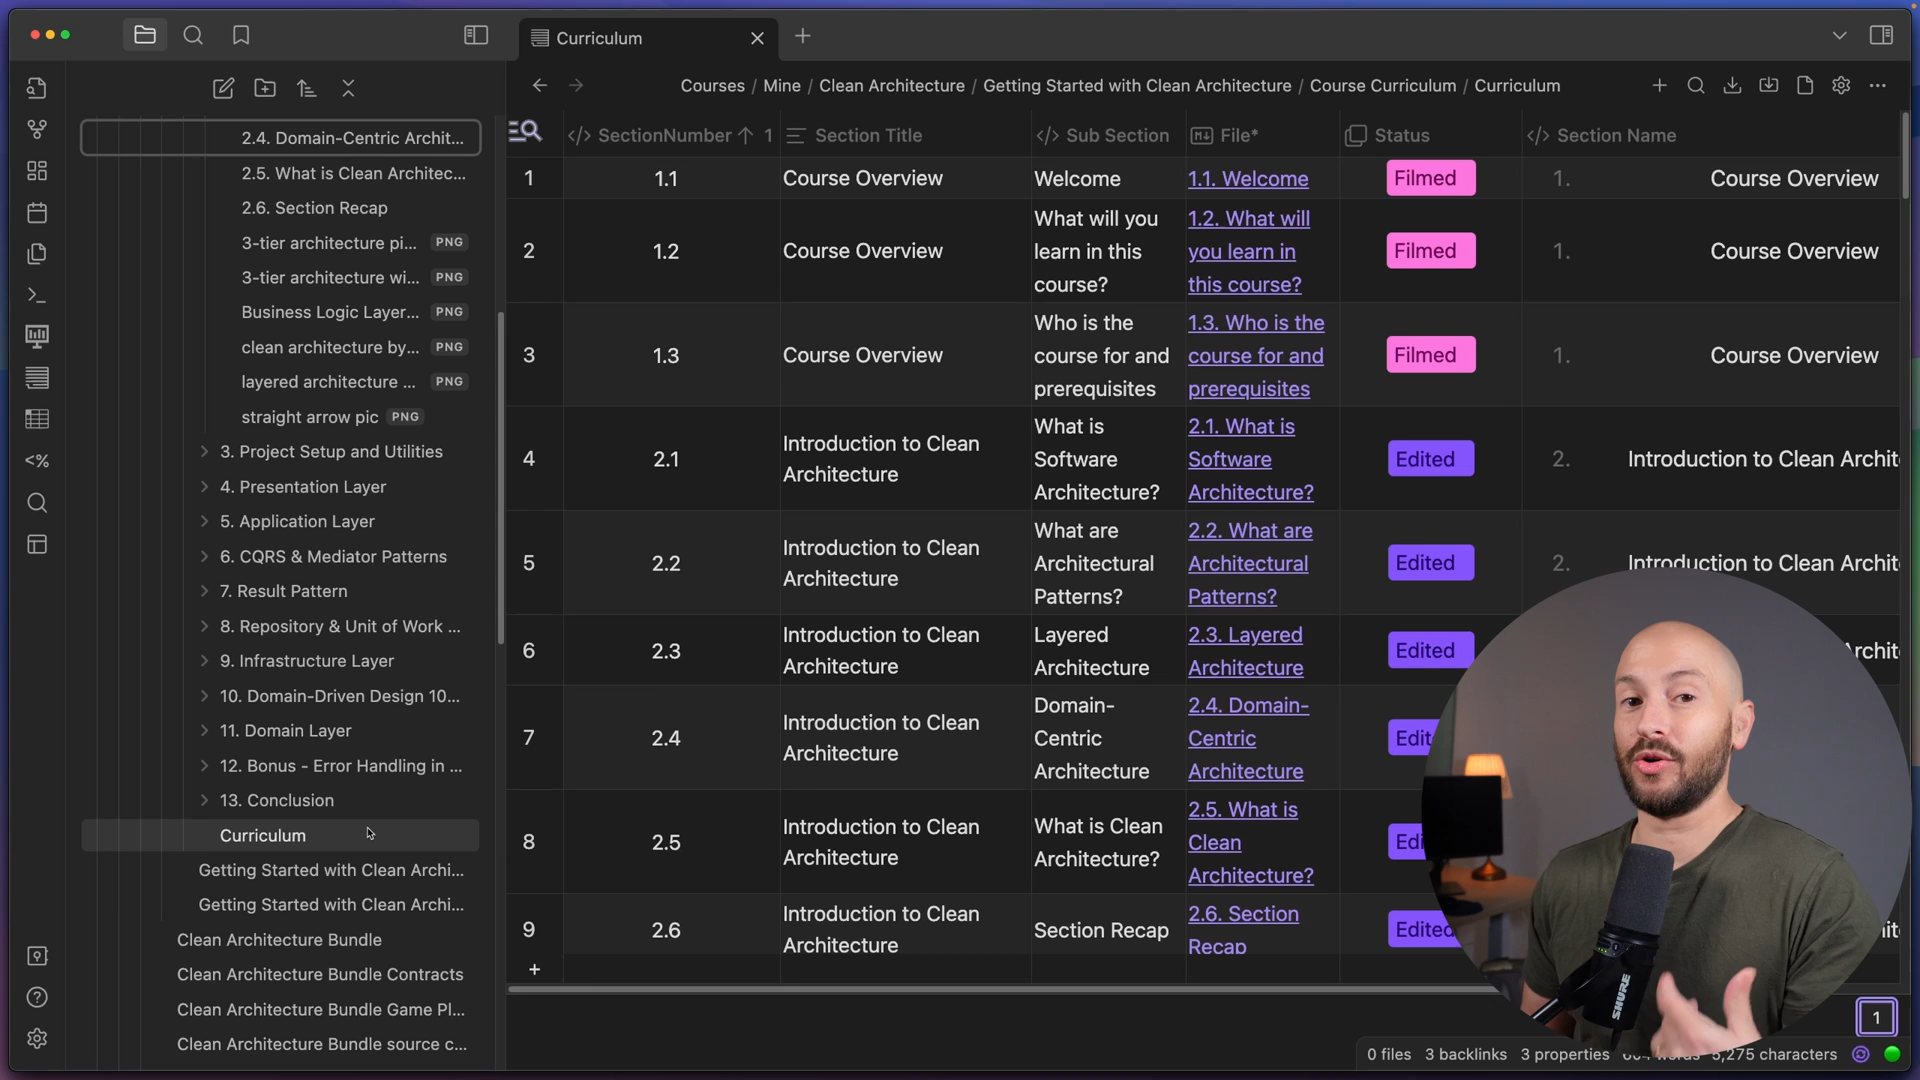 Curriculum
Courses / Mine / Clean Architecture / Getting Started with Clean Architecture / Course Curriculum / Curriculum
2.4. Domain-Centric Archit...
2.5. What is Clean Architec...
2.6. Section Recap
3-tier architecture pi... PNG
3-tier architecture wi... PNG
Business Logic Layer... PNG
clean architecture by... PNG
layered architecture ... PNG
straight arrow pic PNG
3. Project Setup and Utilities
4. Presentation Layer
5. Application Layer
6. CQRS & Mediator Patterns
7. Result Pattern
8. Repository & Unit of Work ...
9. Infrastructure Layer
10. Domain-Driven Design 10...
11. Domain Layer
12. Bonus - Error Handling in ...
13. Conclusion
Curriculum
Getting Started with Clean Archi...
Getting Started with Clean Archi...
Clean Architecture Bundle
Clean Architecture Bundle Contracts
Clean Architecture Bundle Game Pl...
Clean Architecture Bundle source c...
SectionNumber 1 Section Title Sub Section File* Status Section Name
1 1.1 Course Overview Welcome 1.1. Welcome Filmed 1. Course Overview
2 1.2 Course Overview What will you learn in this course? 1.2. What will you learn in this course? Filmed 1. Course Overview
3 1.3 Course Overview Who is the course for and prerequisites 1.3. Who is the course for and prerequisites Filmed 1. Course Overview
4 2.1 Introduction to Clean Architecture What is Software Architecture? 2.1. What is Software Architecture? Edited 2. Introduction to Clean Archit
5 2.2 Introduction to Clean Architecture What are Architectural Patterns? 2.2. What are Architectural Patterns? Edited 2. Introduction to Clean Archit
6 2.3 Introduction to Clean Architecture Layered Architecture 2.3. Layered Architecture Edited
7 2.4 Introduction to Clean Architecture Domain-Centric Architecture 2.4. Domain-Centric Architecture Edit
8 2.5 Introduction to Clean Architecture What is Clean Architecture? 2.5. What is Clean Architecture? Edi
9 2.6 Introduction to Clean Architecture Section Recap 2.6. Section Recap Edited
SHURE
1
0 files 3 backlinks 3 properties 5,275 characters